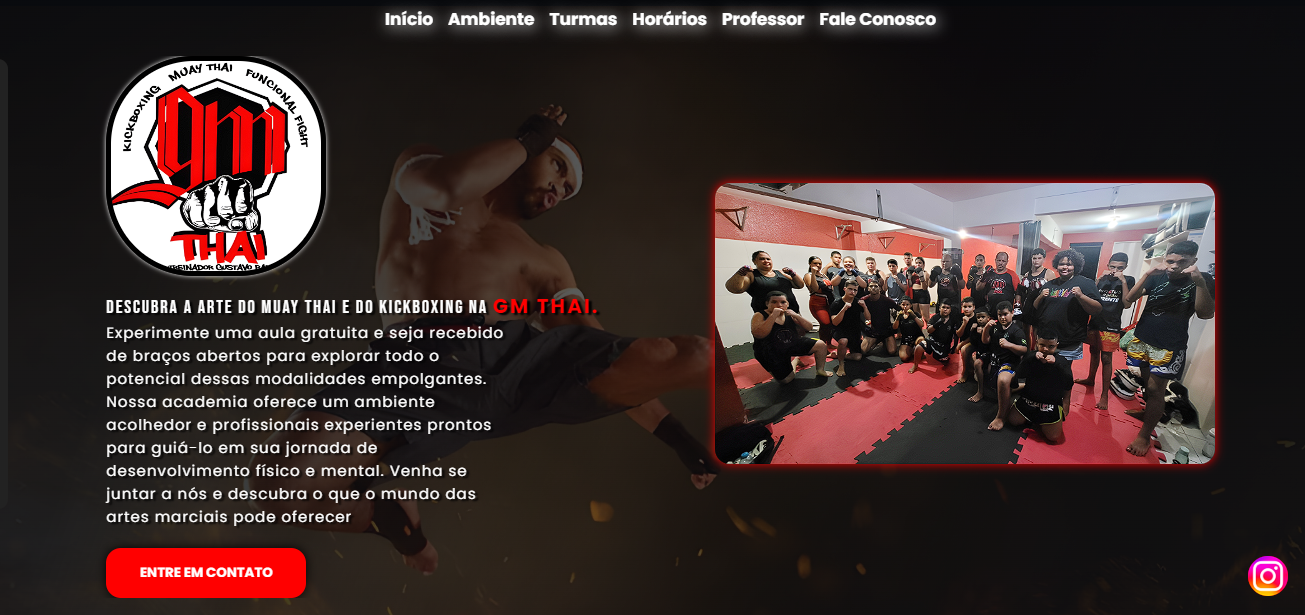 Início Ambiente Turmas Horários Professor Fale Conosco
KICKBOXING MUAY THAI FUNCIONAL FIGHT
gm
THAI
DESCUBRA A ARTE DO MUAY THAI E DO KICKBOXING NA GM THAI.
Experimente uma aula gratuita e seja recebido
de braços abertos para explorar todo o
potencial dessas modalidades empolgantes.
Nossa academia oferece um ambiente
acolhedor e profissionais experientes prontos
para guiá-lo em sua jornada de
desenvolvimento físico e mental. Venha se
juntar a nós e descubra o que o mundo das
artes marciais pode oferecer
ENTRE EM CONTATO